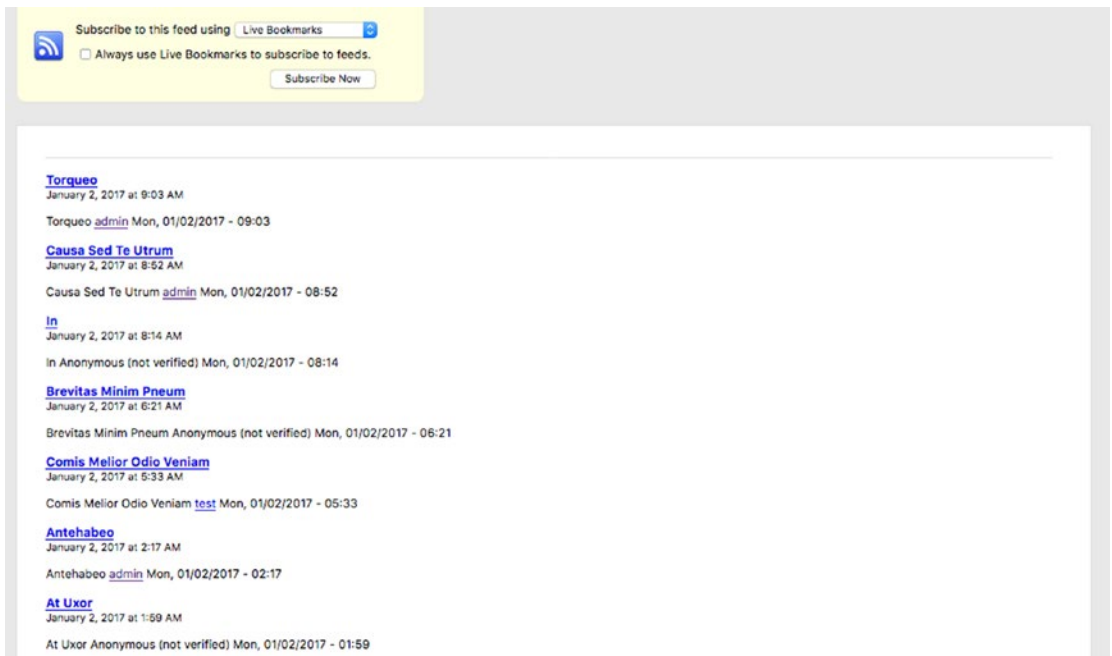 Subscribe to this feed using Live Bookmarks
Always use Live Bookmarks to subscribe to feeds.
Subscribe Now
Torqueo
January 2, 2017 at 9:03 AM
Torqueo admin Mon, 01/02/2017 - 09:03
Causa Sed Te Utrum
January 2, 2017 at 8:52 AM
Causa Sed Te Utrum admin Mon, 01/02/2017 - 08:52
In
January 2, 2017 at 8:14 AM
In Anonymous (not verified) Mon, 01/02/2017 - 08:14
Brevitas Minim Pneum
January 2, 2017 at 6:21 AM
Brevitas Minim Pneum Anonymous (not verified) Mon, 01/02/2017 - 06:21
Comis Melior Odio Veniam
January 2, 2017 at 5:33 AM
Comis Melior Odio Veniam test Mon, 01/02/2017 - 05:33
Antehabeo
January 2, 2017 at 2:17 AM
Antehabeo admin Mon, 01/02/2017 - 02:17
At Uxor
January 2, 2017 at 1:59 AM
At Uxor Anonymous (not verified) Mon, 01/02/2017 - 01:59